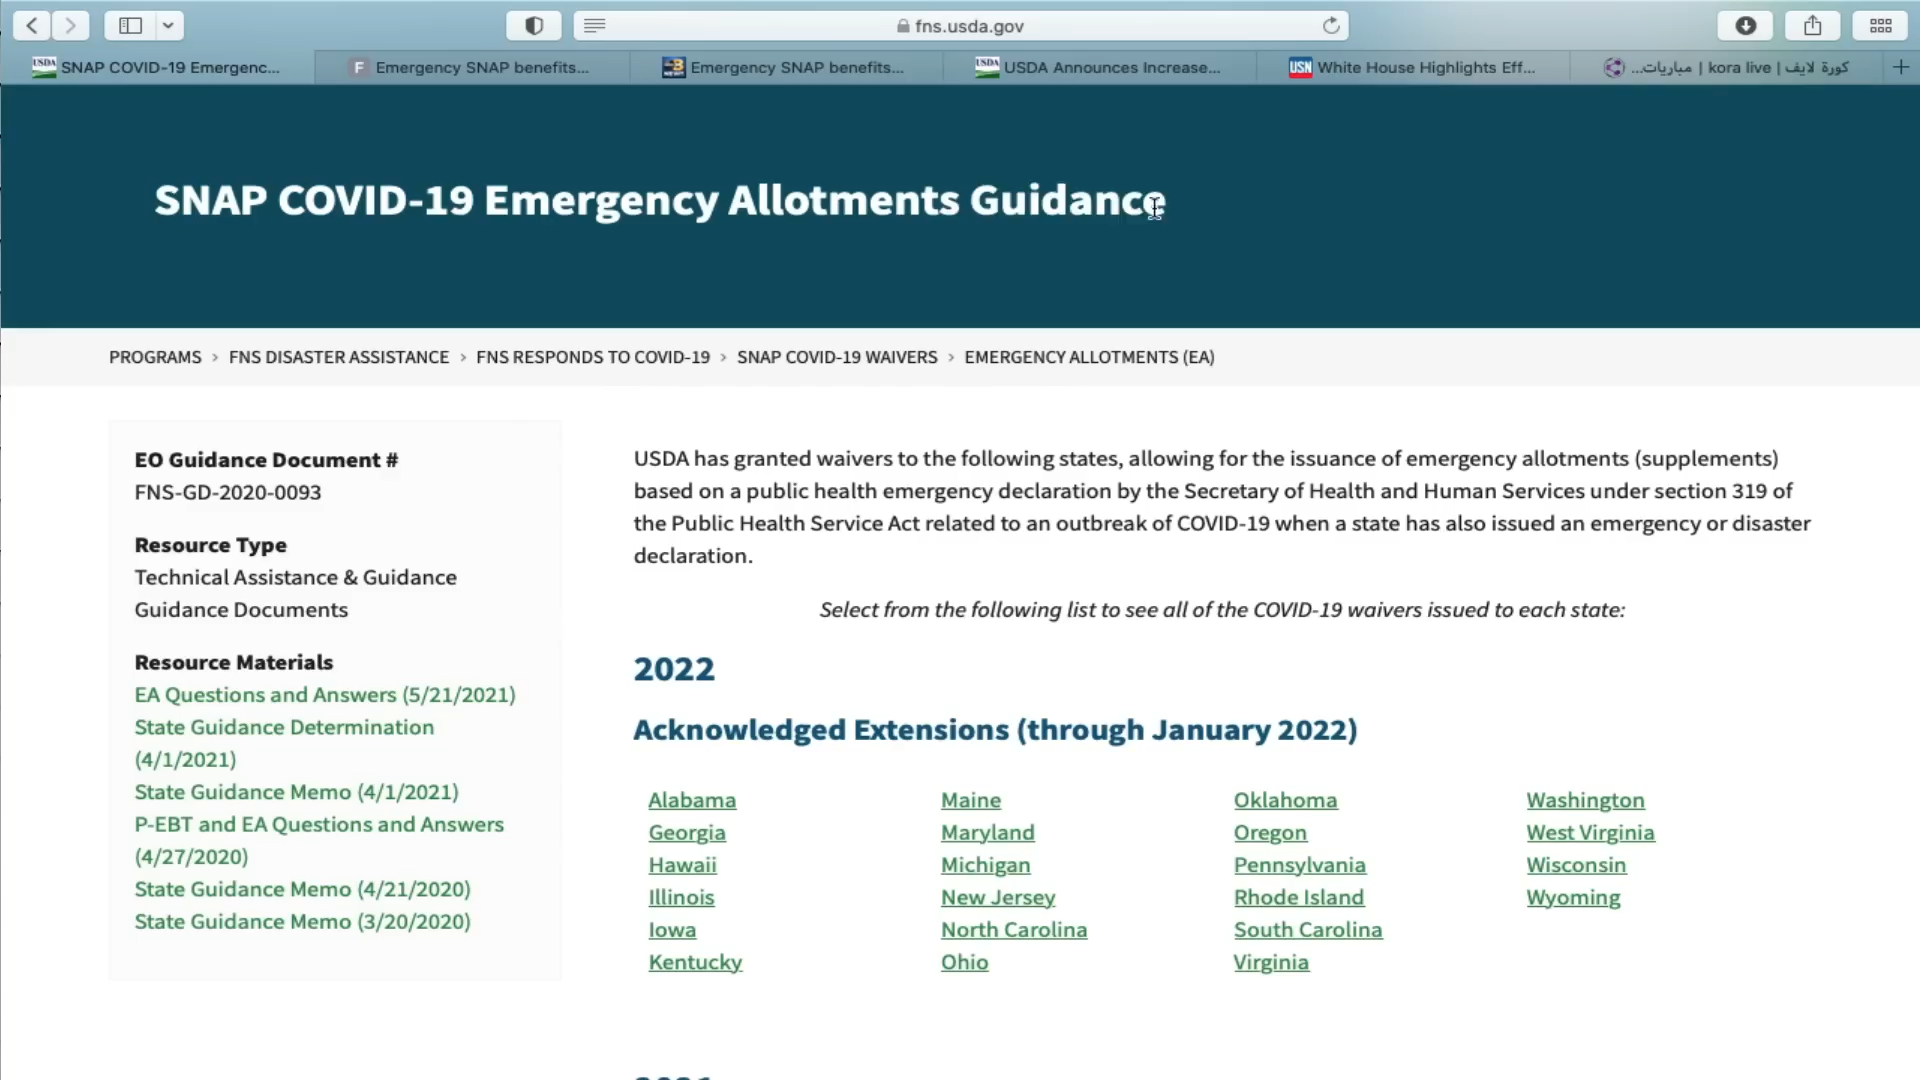 fns.usda.gov
USDA SNAP COVID-19 Emergenc...
F Emergency SNAP benefits...
Emergency SNAP benefits...
USDA USDA Announces Increase...
USN White House Highlights Eff...
كورة لايف | kora live | مباريات...
SNAP COVID-19 Emergency Allotments Guidance
PROGRAMS > FNS DISASTER ASSISTANCE > FNS RESPONDS TO COVID-19 > SNAP COVID-19 WAIVERS > EMERGENCY ALLOTMENTS (EA)
EO Guidance Document #
FNS-GD-2020-0093
Resource Type
Technical Assistance & Guidance
Guidance Documents
Resource Materials
EA Questions and Answers (5/21/2021)
State Guidance Determination
(4/1/2021)
State Guidance Memo (4/1/2021)
P-EBT and EA Questions and Answers
(4/27/2020)
State Guidance Memo (4/21/2020)
State Guidance Memo (3/20/2020)
USDA has granted waivers to the following states, allowing for the issuance of emergency allotments (supplements)
based on a public health emergency declaration by the Secretary of Health and Human Services under section 319 of
the Public Health Service Act related to an outbreak of COVID-19 when a state has also issued an emergency or disaster
declaration.
Select from the following list to see all of the COVID-19 waivers issued to each state:
2022
Acknowledged Extensions (through January 2022)
Alabama
Georgia
Hawaii
Illinois
Iowa
Kentucky
Maine
Maryland
Michigan
New Jersey
North Carolina
Ohio
Oklahoma
Oregon
Pennsylvania
Rhode Island
South Carolina
Virginia
Washington
West Virginia
Wisconsin
Wyoming